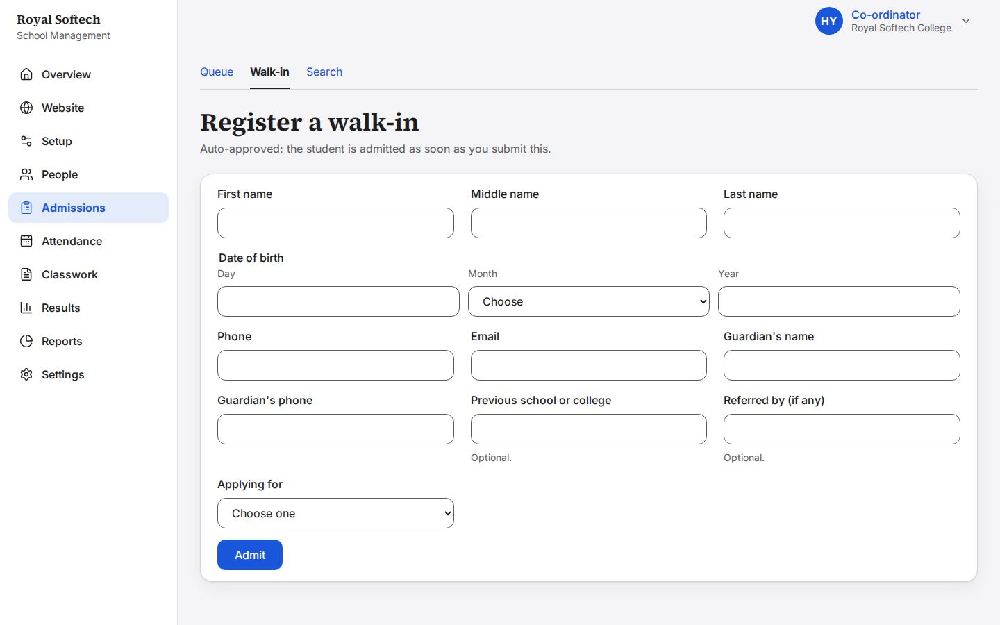 Royal Softech
School Management
Overview
Website
Setup
People
Admissions
Attendance
Classwork
Results
Reports
Settings
HY
Co-ordinator
Royal Softech College
Queue
Walk-in
Search
Register a walk-in
Auto-approved: the student is admitted as soon as you submit this.
First name
Middle name
Last name
Date of birth
Day
Month
Year
Choose
Phone
Email
Guardian's name
Guardian's phone
Previous school or college
Referred by (if any)
Optional.
Optional.
Applying for
Choose one
Admit